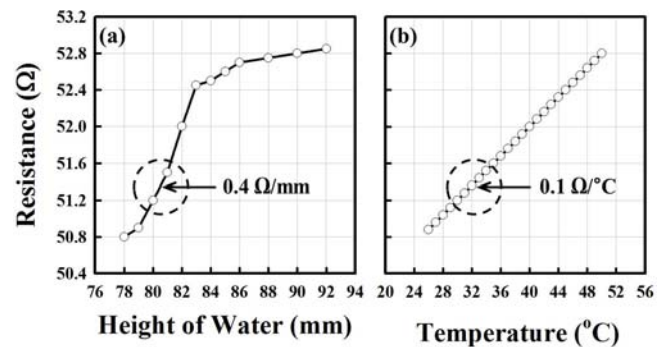 53.2
52.8
52.4
52.0
51.6
51.2
50.8
50.4
Resistance (Ω)
(a)
0.4 Ω/mm
76 78 80 82 84 86 88 90 92 94
Height of Water (mm)
(b)
0.1 Ω/°C
20 24 28 32 36 40 44 48 52 56
Temperature (°C)